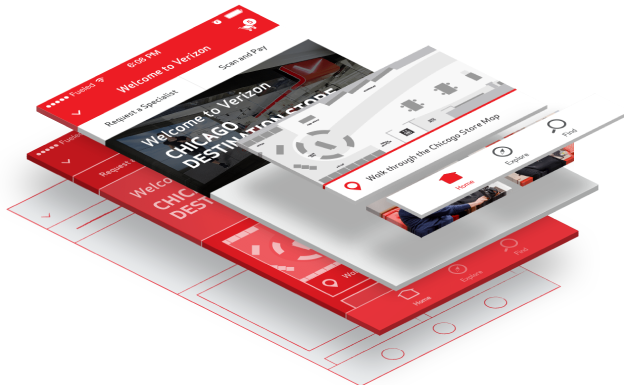 Fueled 6:08 PM
6
Welcome to Verizon
Request a Specialist Scan and Pay
Welcome to Verizon
CHICAGO
DESTINATION STORE
Walk through the Chicago Store Map
Home Explore Find
Fueled
Request a
Welco
CHIC
DEST
Wa
Home Explore Find